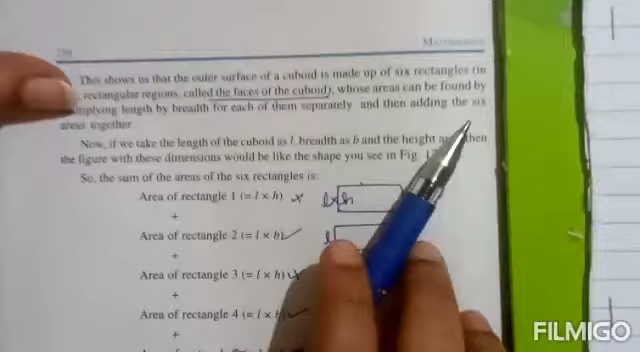 MATHEMATICS
This shows us that the outer surface of a cuboid is made up of six rectangles (in
rectangular regions, called the faces of the cuboid), whose areas can be found by
multiplying length by breadth for each of them separately and then adding the six
areas together.
Now, if we take the length of the cuboid as l, breadth as b and the height as then
the figure with these dimensions would be like the shape you see in Fig.
So, the sum of the areas of the six rectangles is:
Area of rectangle 1 (= l × h) × l×h
+
Area of rectangle 2 (= l × b) ✓ l
+
Area of rectangle 3 (= l × h)
+
Area of rectangle 4 (= l × b) ✓
+
FILMIGO